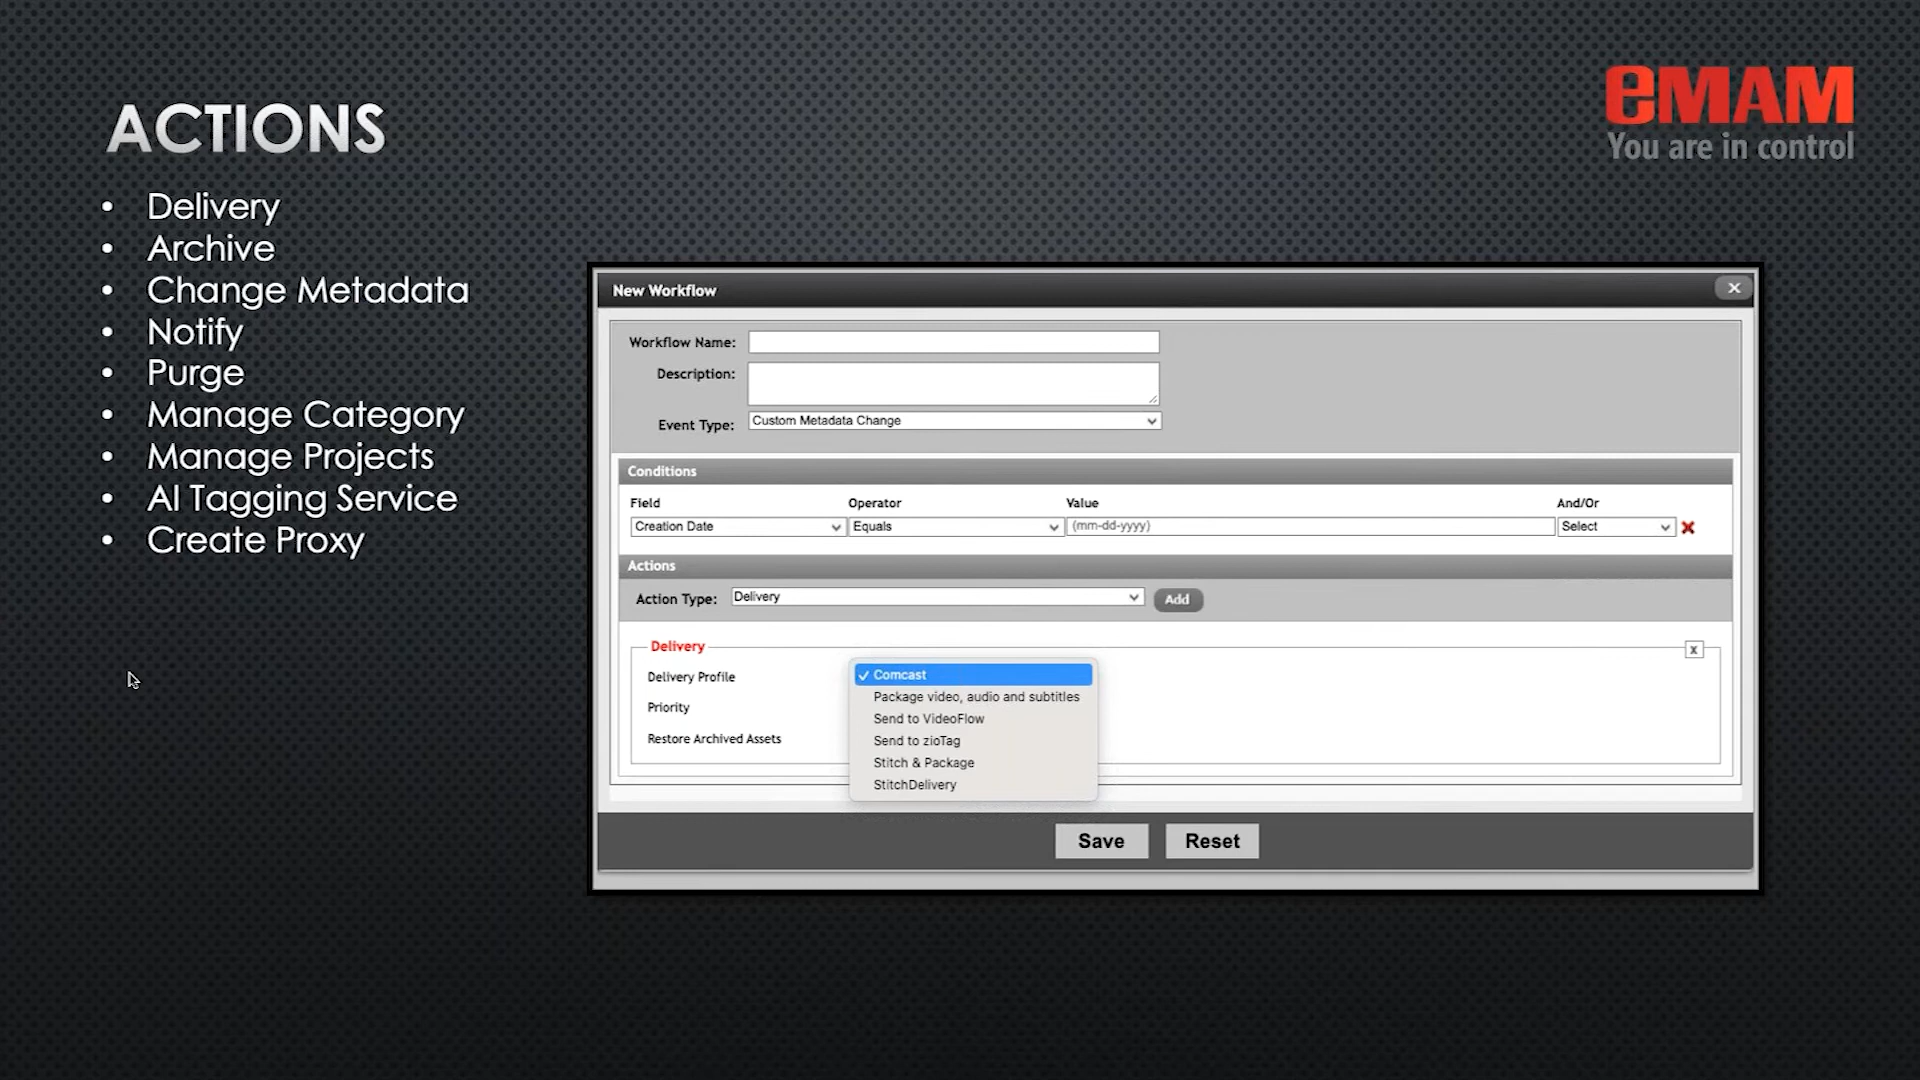 eMAM
You are in control
ACTIONS
• Delivery
• Archive
• Change Metadata
• Notify
• Purge
• Manage Category
• Manage Projects
• AI Tagging Service
• Create Proxy
New Workflow
Workflow Name:
Description:
Event Type: Custom Metadata Change
Conditions
Field Operator Value And/Or
Creation Date Equals (mm-dd-yyyy) Select
Actions
Action Type: Delivery Add
Delivery x
Delivery Profile
Priority
Restore Archived Assets
✓ Comcast
Package video, audio and subtitles
Send to VideoFlow
Send to zioTag
Stitch & Package
StitchDelivery
Save Reset